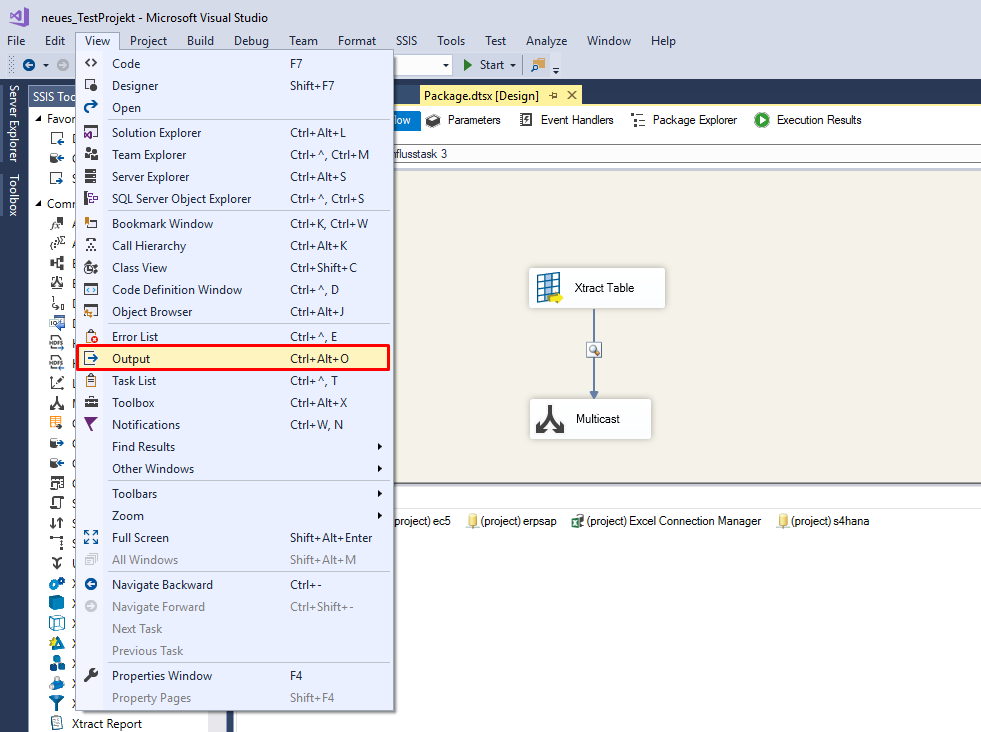 neues_TestProjekt - Microsoft Visual Studio
File Edit View Project Build Debug Team Format SSIS Tools Test Analyze Window Help
Start
Server Explorer
Toolbox
SSIS
Package.dtsx [Design]
Parameters Event Handlers Package Explorer Execution Results
3
Code F7
Designer Shift+F7
Open
Solution Explorer Ctrl+Alt+L
Team Explorer Ctrl+^, Ctrl+M
Server Explorer Ctrl+Alt+S
SQL Server Object Explorer Ctrl+^, Ctrl+S
Bookmark Window Ctrl+K, Ctrl+W
Call Hierarchy Ctrl+Alt+K
Class View Ctrl+Shift+C
Code Definition Window Ctrl+^, D
Object Browser Ctrl+Alt+J
Error List Ctrl+^, E
Output Ctrl+Alt+O
Task List Ctrl+^, T
Toolbox Ctrl+Alt+X
Notifications Ctrl+W, N
Find Results
Other Windows
Toolbars
Zoom
Full Screen Shift+Alt+Enter
All Windows Shift+Alt+M
Navigate Backward Ctrl+-
Navigate Forward Ctrl+Shift+-
Next Task
Previous Task
Properties Window F4
Property Pages Shift+F4
Xtract Report
Xtract Table
Multicast
project) ec5 (project) erpsap (project) Excel Connection Manager (project) s4hana